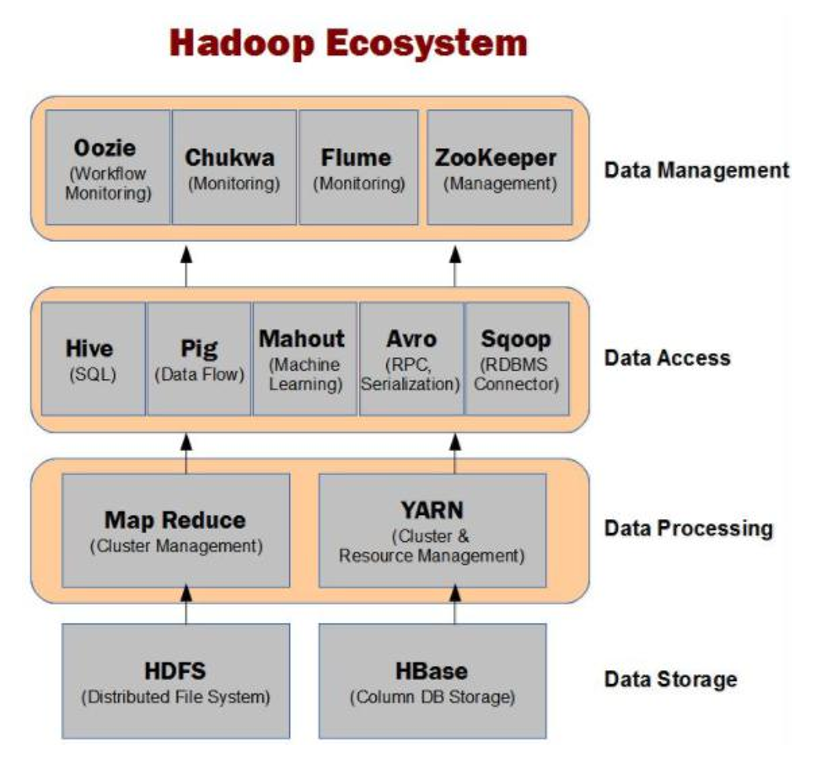 Hadoop Ecosystem
Oozie
(Workflow
Monitoring)
Chukwa
(Monitoring)
Flume
(Monitoring)
ZooKeeper
(Management)
Data Management
Hive
(SQL)
Pig
(Data Flow)
Mahout
(Machine
Learning)
Avro
(RPC,
Serialization)
Sqoop
(RDBMS
Connector)
Data Access
Map Reduce
(Cluster Management)
YARN
(Cluster &
Resource Management)
Data Processing
HDFS
(Distributed File System)
HBase
(Column DB Storage)
Data Storage